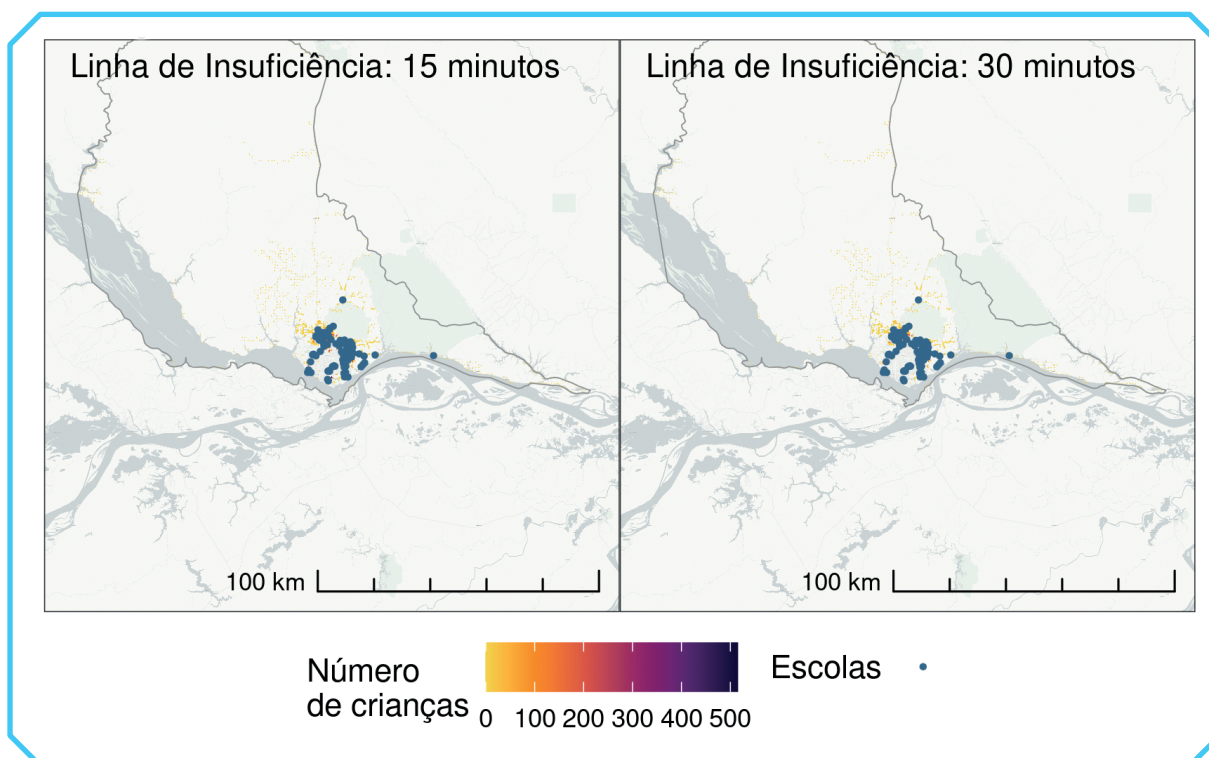 Linha de Insuficiência: 15 minutos
Linha de Insuficiência: 30 minutos
100 km
100 km
Número
de crianças
0 100 200 300 400 500
Escolas